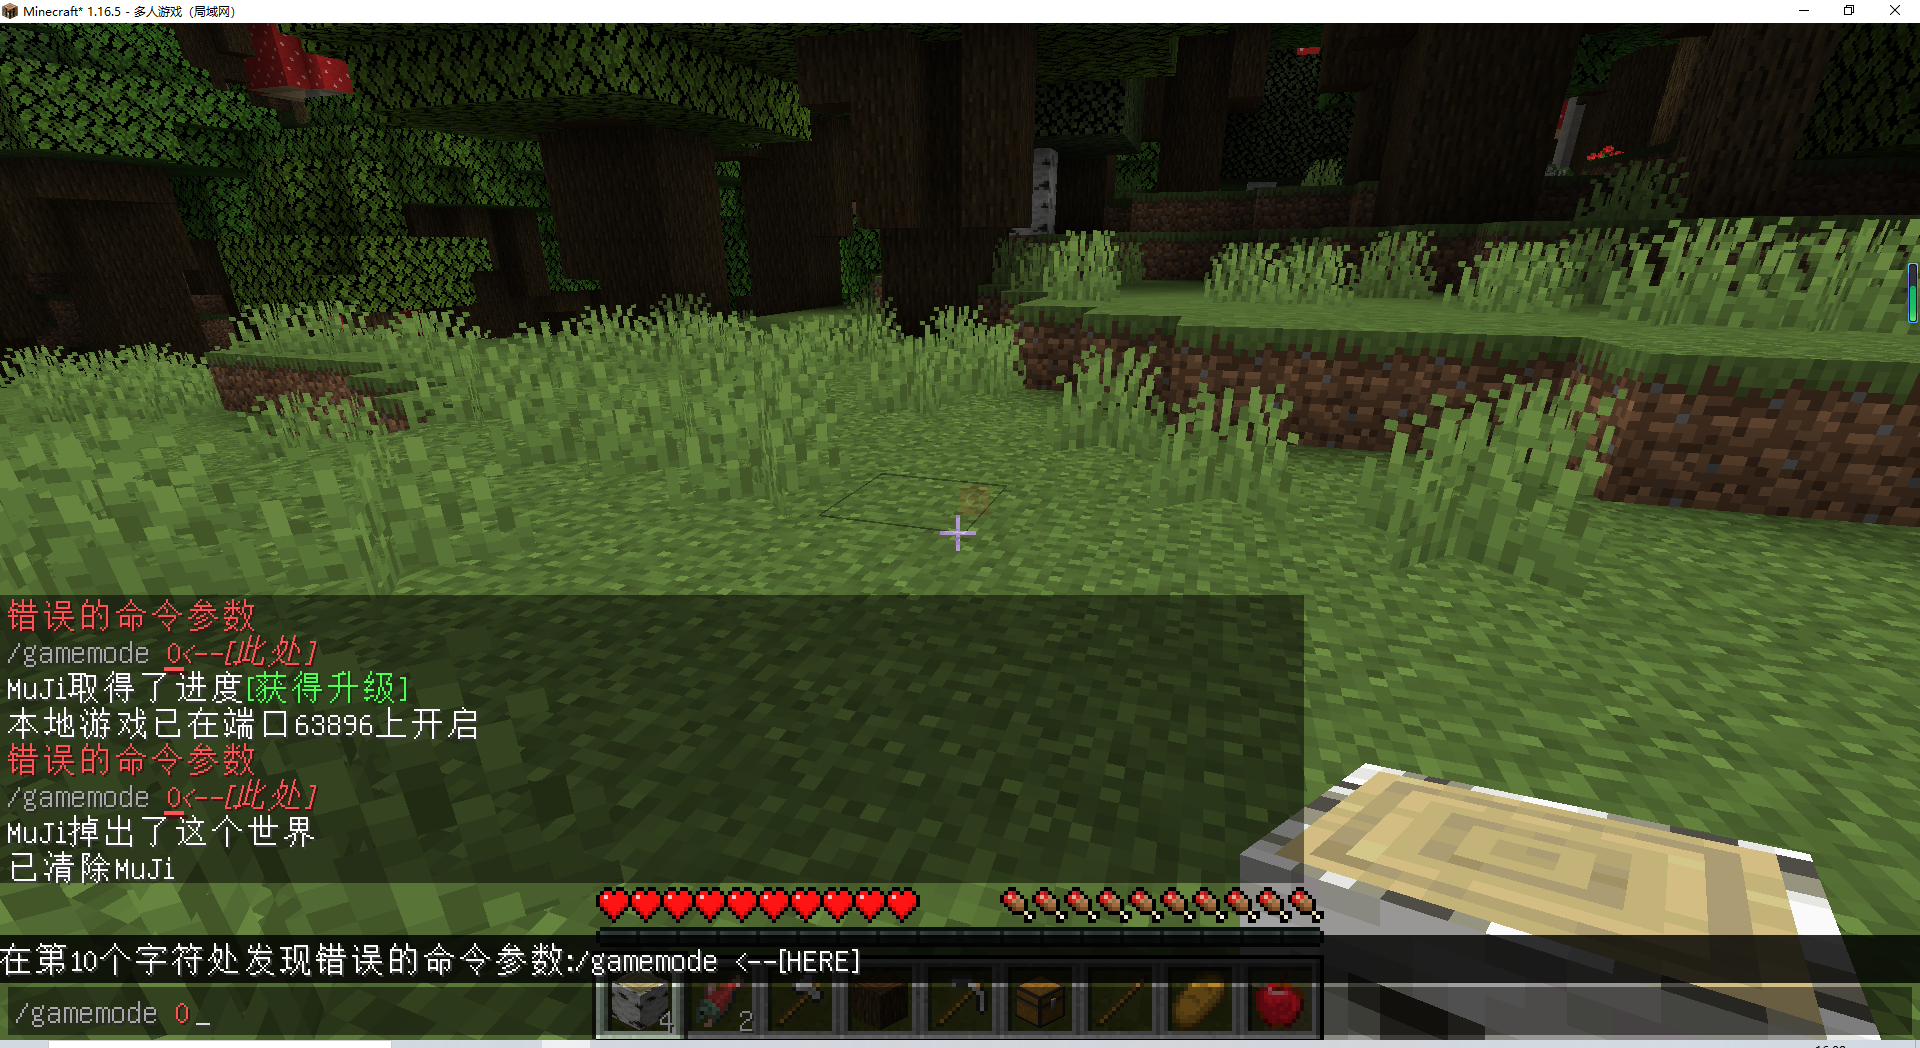 Minecraft* 1.16.5 - 多人游戏（局域网）
错误的命令参数
/gamemode 0<--[此处]
MuJi取得了进度[获得升级]
本地游戏已在端口63896上开启
错误的命令参数
/gamemode 0<--[此处]
MuJi掉出了这个世界
已清除MuJi
在第10个字符处发现错误的命令参数:/gamemode <--[HERE]
/gamemode 0_
4
2